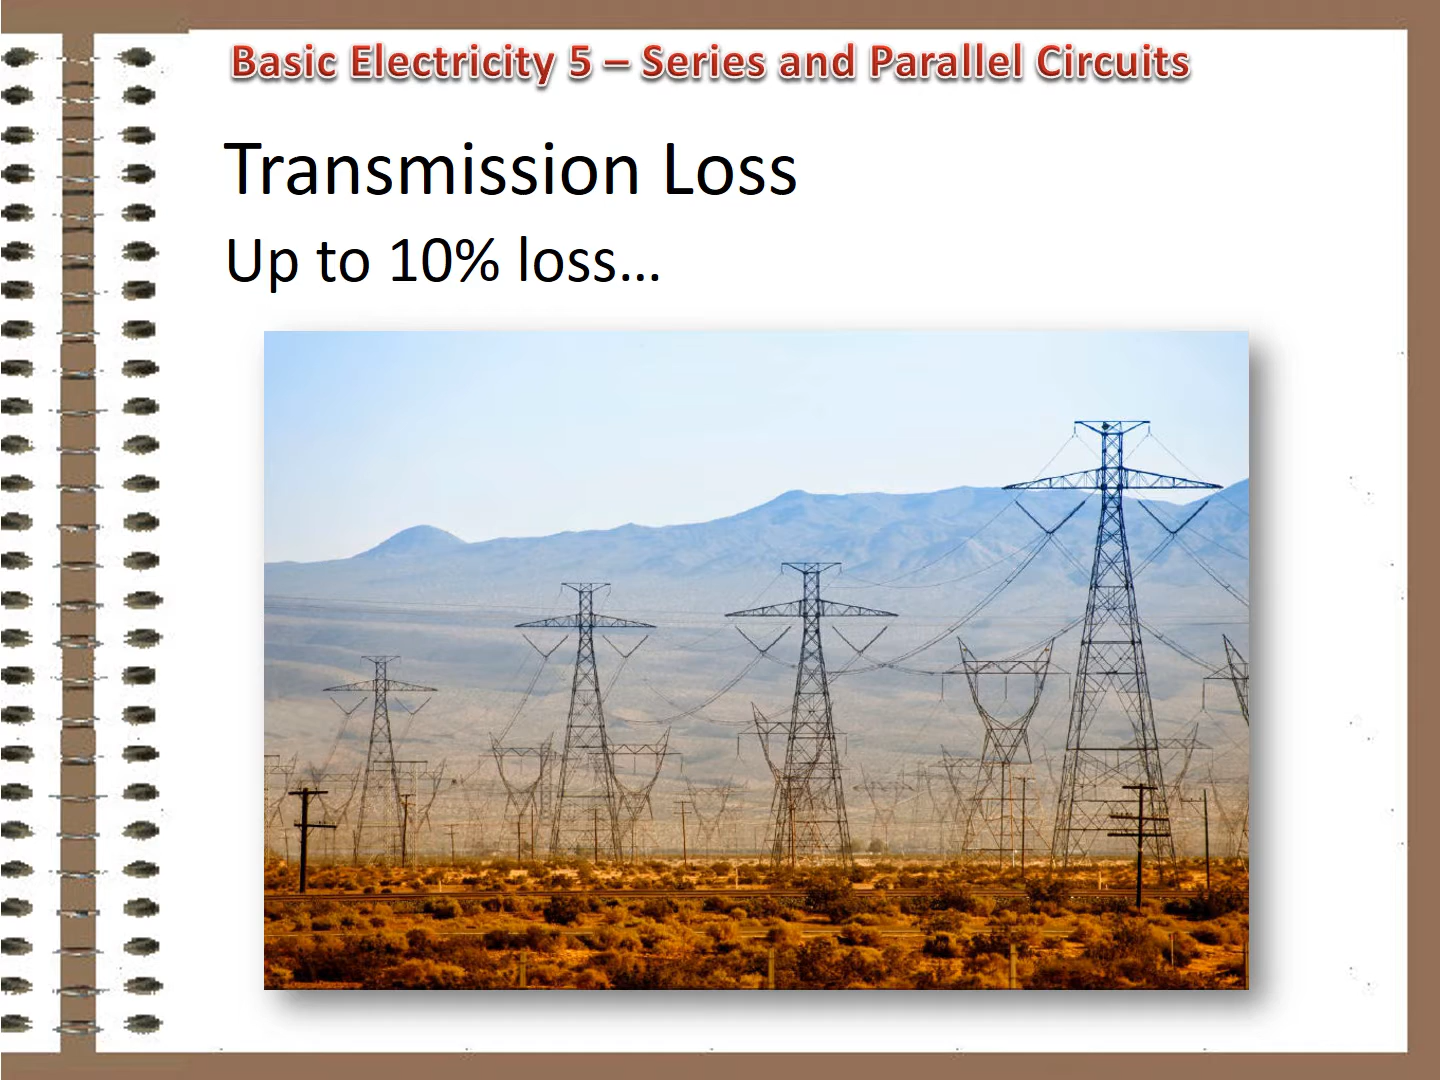 Basic Electricity 5 – Series and Parallel Circuits
Transmission Loss
Up to 10% loss...